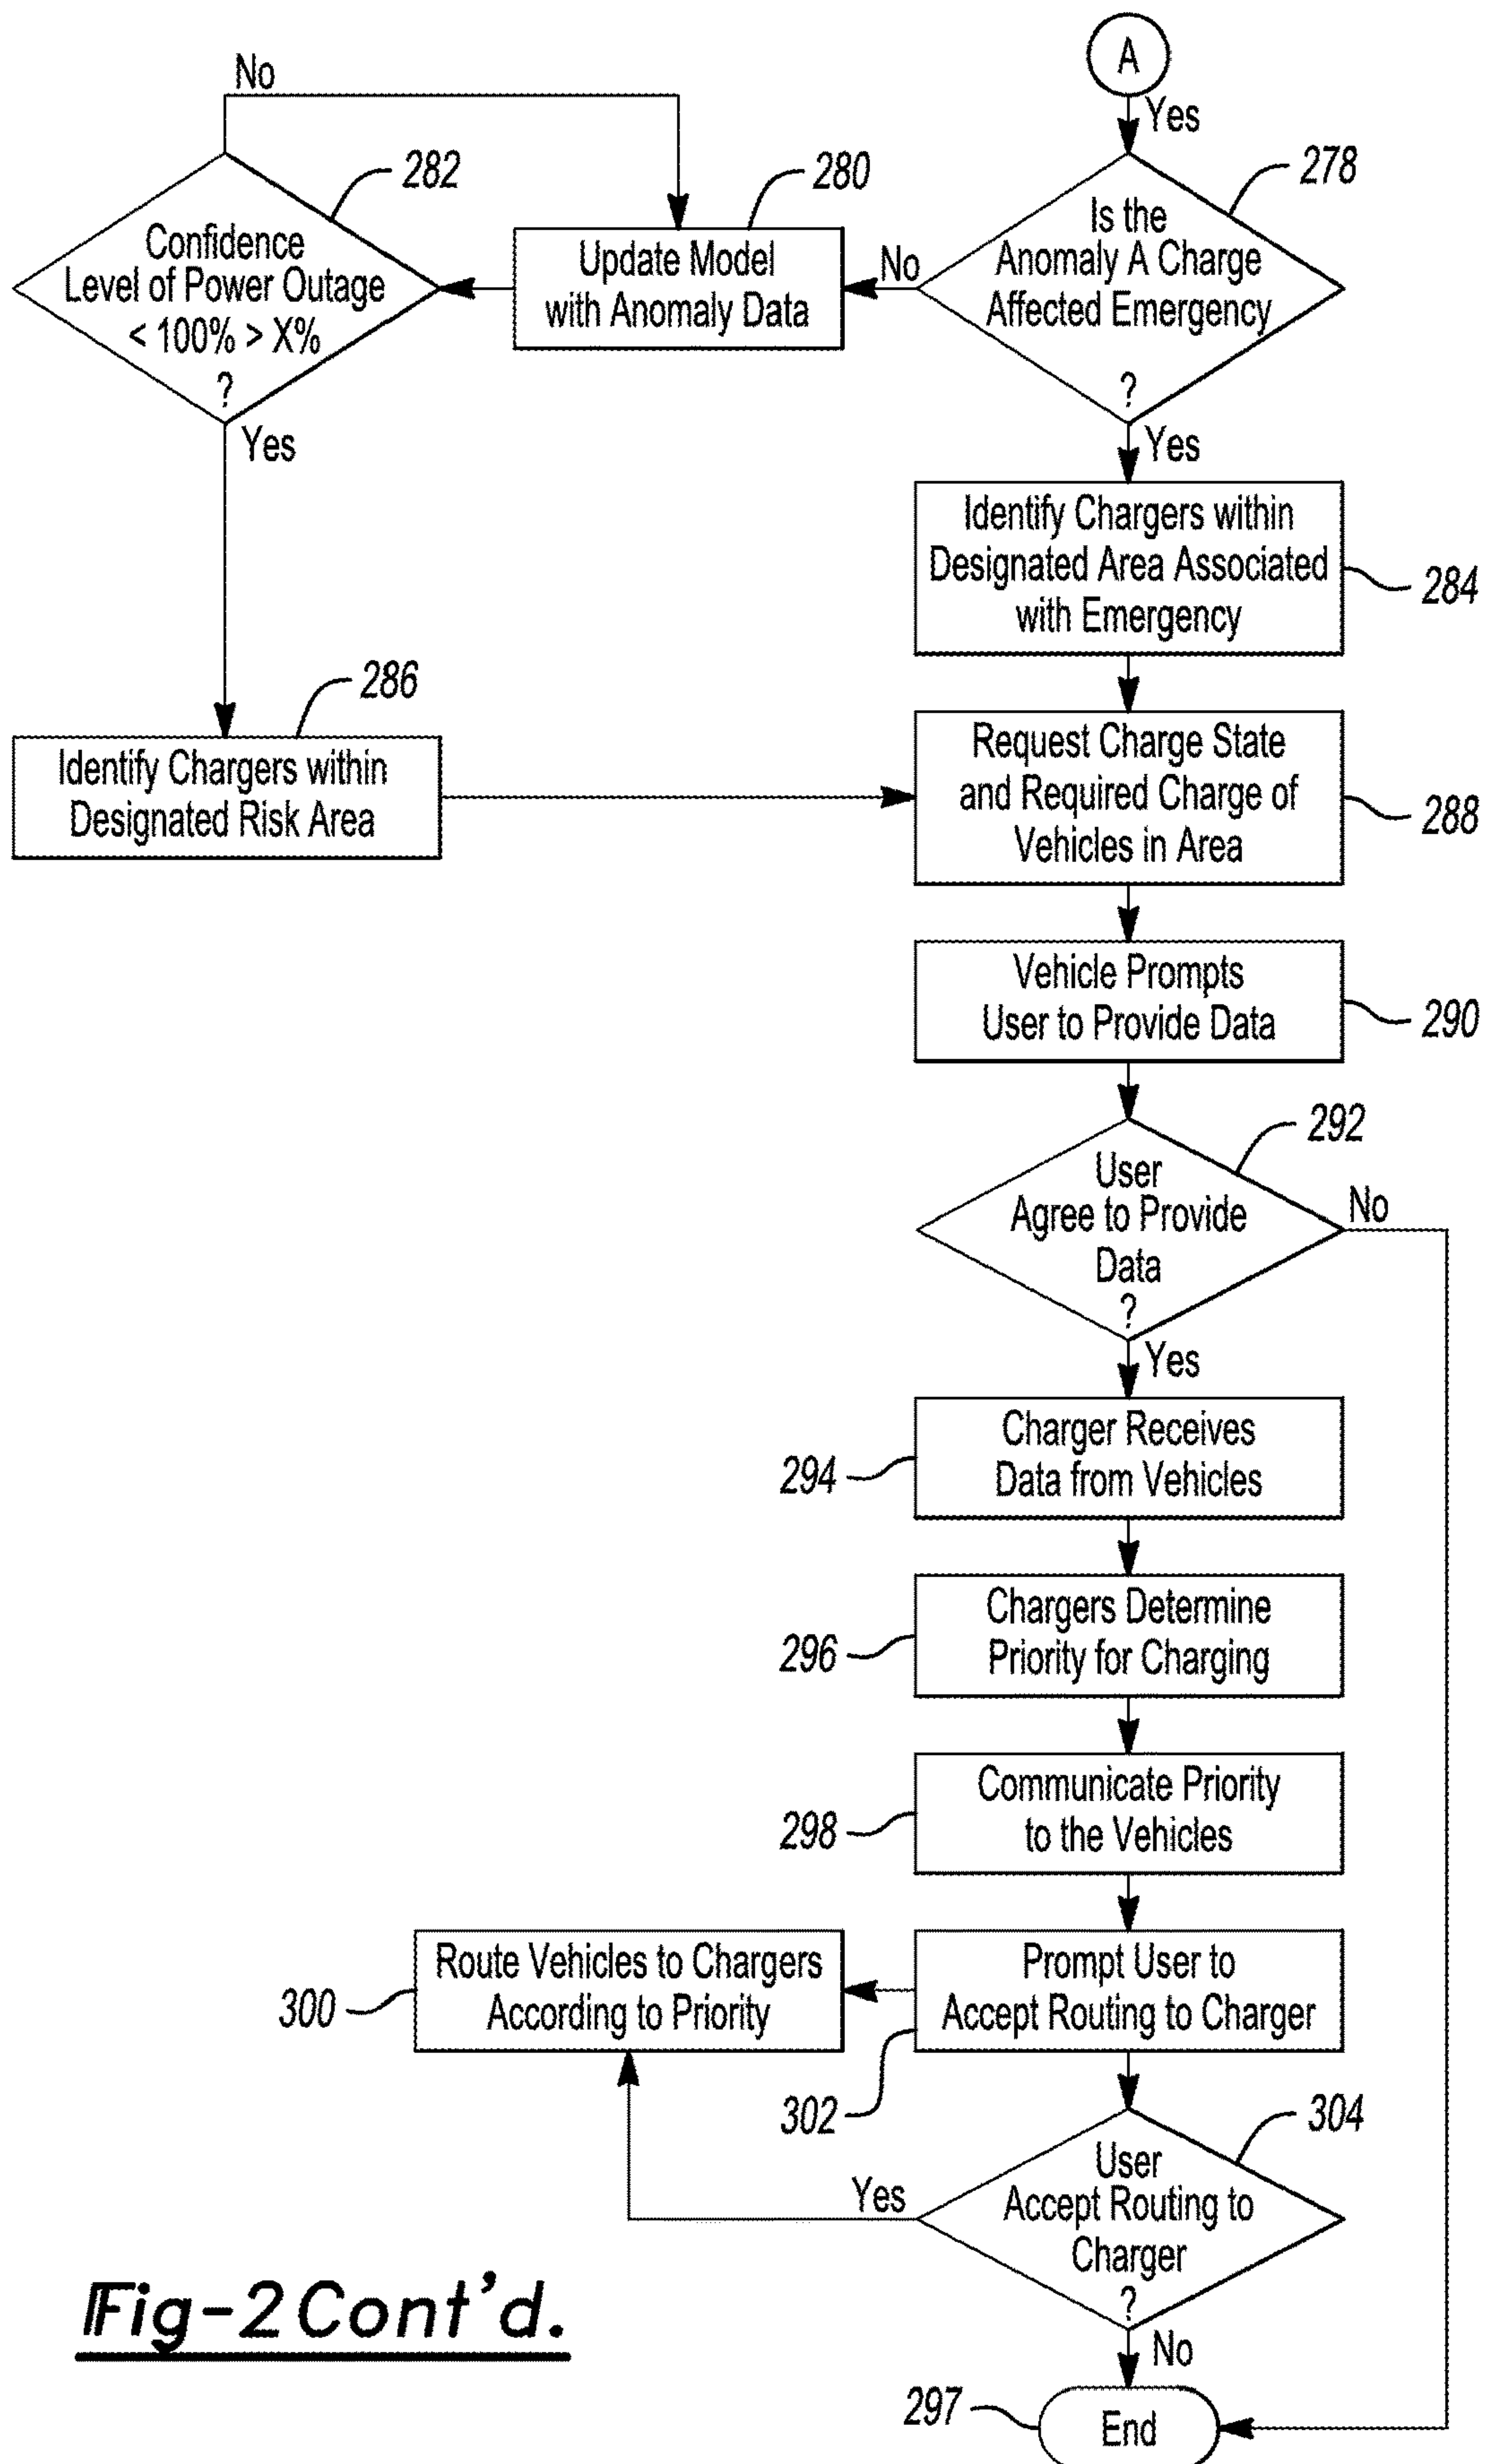 A
Yes
No
282
280
278
Confidence
Level of Power Outage
< 100% > X%
?
Update Model
with Anomaly Data
No
Is the
Anomaly A Charge
Affected Emergency
?
Yes
Yes
Identify Chargers within
Designated Area Associated
with Emergency
284
286
Identify Chargers within
Designated Risk Area
Request Charge State
and Required Charge of
Vehicles in Area
288
Vehicle Prompts
User to Provide Data
290
292
User
Agree to Provide
Data
?
No
Yes
294
Charger Receives
Data from Vehicles
296
Chargers Determine
Priority for Charging
298
Communicate Priority
to the Vehicles
300
Route Vehicles to Chargers
According to Priority
Prompt User to
Accept Routing to Charger
302
304
Yes
User
Accept Routing to
Charger
?
No
297
End
Fig-2 Cont'd.